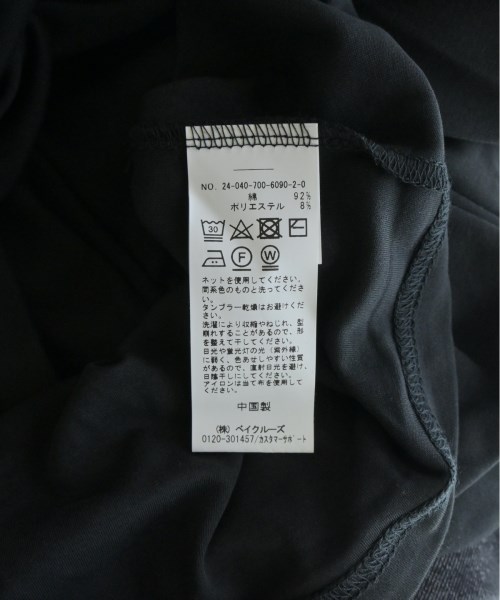 NO. 24-040-700-6090-2-0
綿 92%
ポリエステル 8%
30
F W
ネットを使用してください。
同系色のものと洗ってください。
タンブラー乾燥はお避けください。
洗濯により収縮やねじれ、型
崩れすることがあるので、形
を整えて干してください。
日光や蛍光灯の光（紫外線）
に弱く、色あせしやすい性質
があるので、直射日光を避け、
日陰干しにしてください。
アイロンは当て布を使用して
ください。
中国製
（株）ベイクルーズ
0120-301457/カスタマーサポート